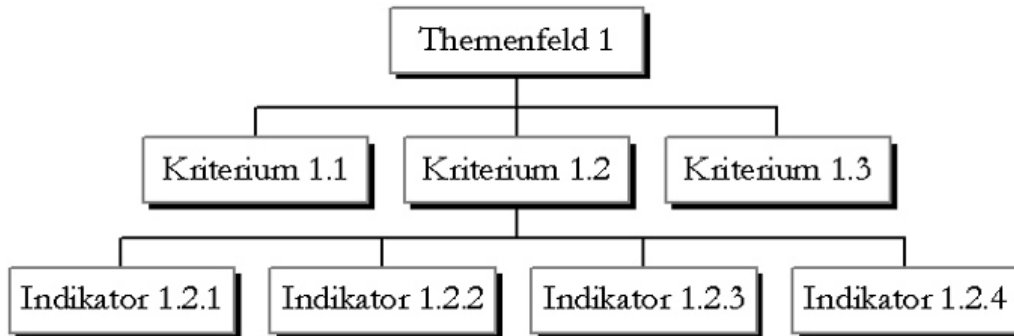 Themenfeld 1
Kriterium 1.1
Kriterium 1.2
Kriterium 1.3
Indikator 1.2.1
Indikator 1.2.2
Indikator 1.2.3
Indikator 1.2.4